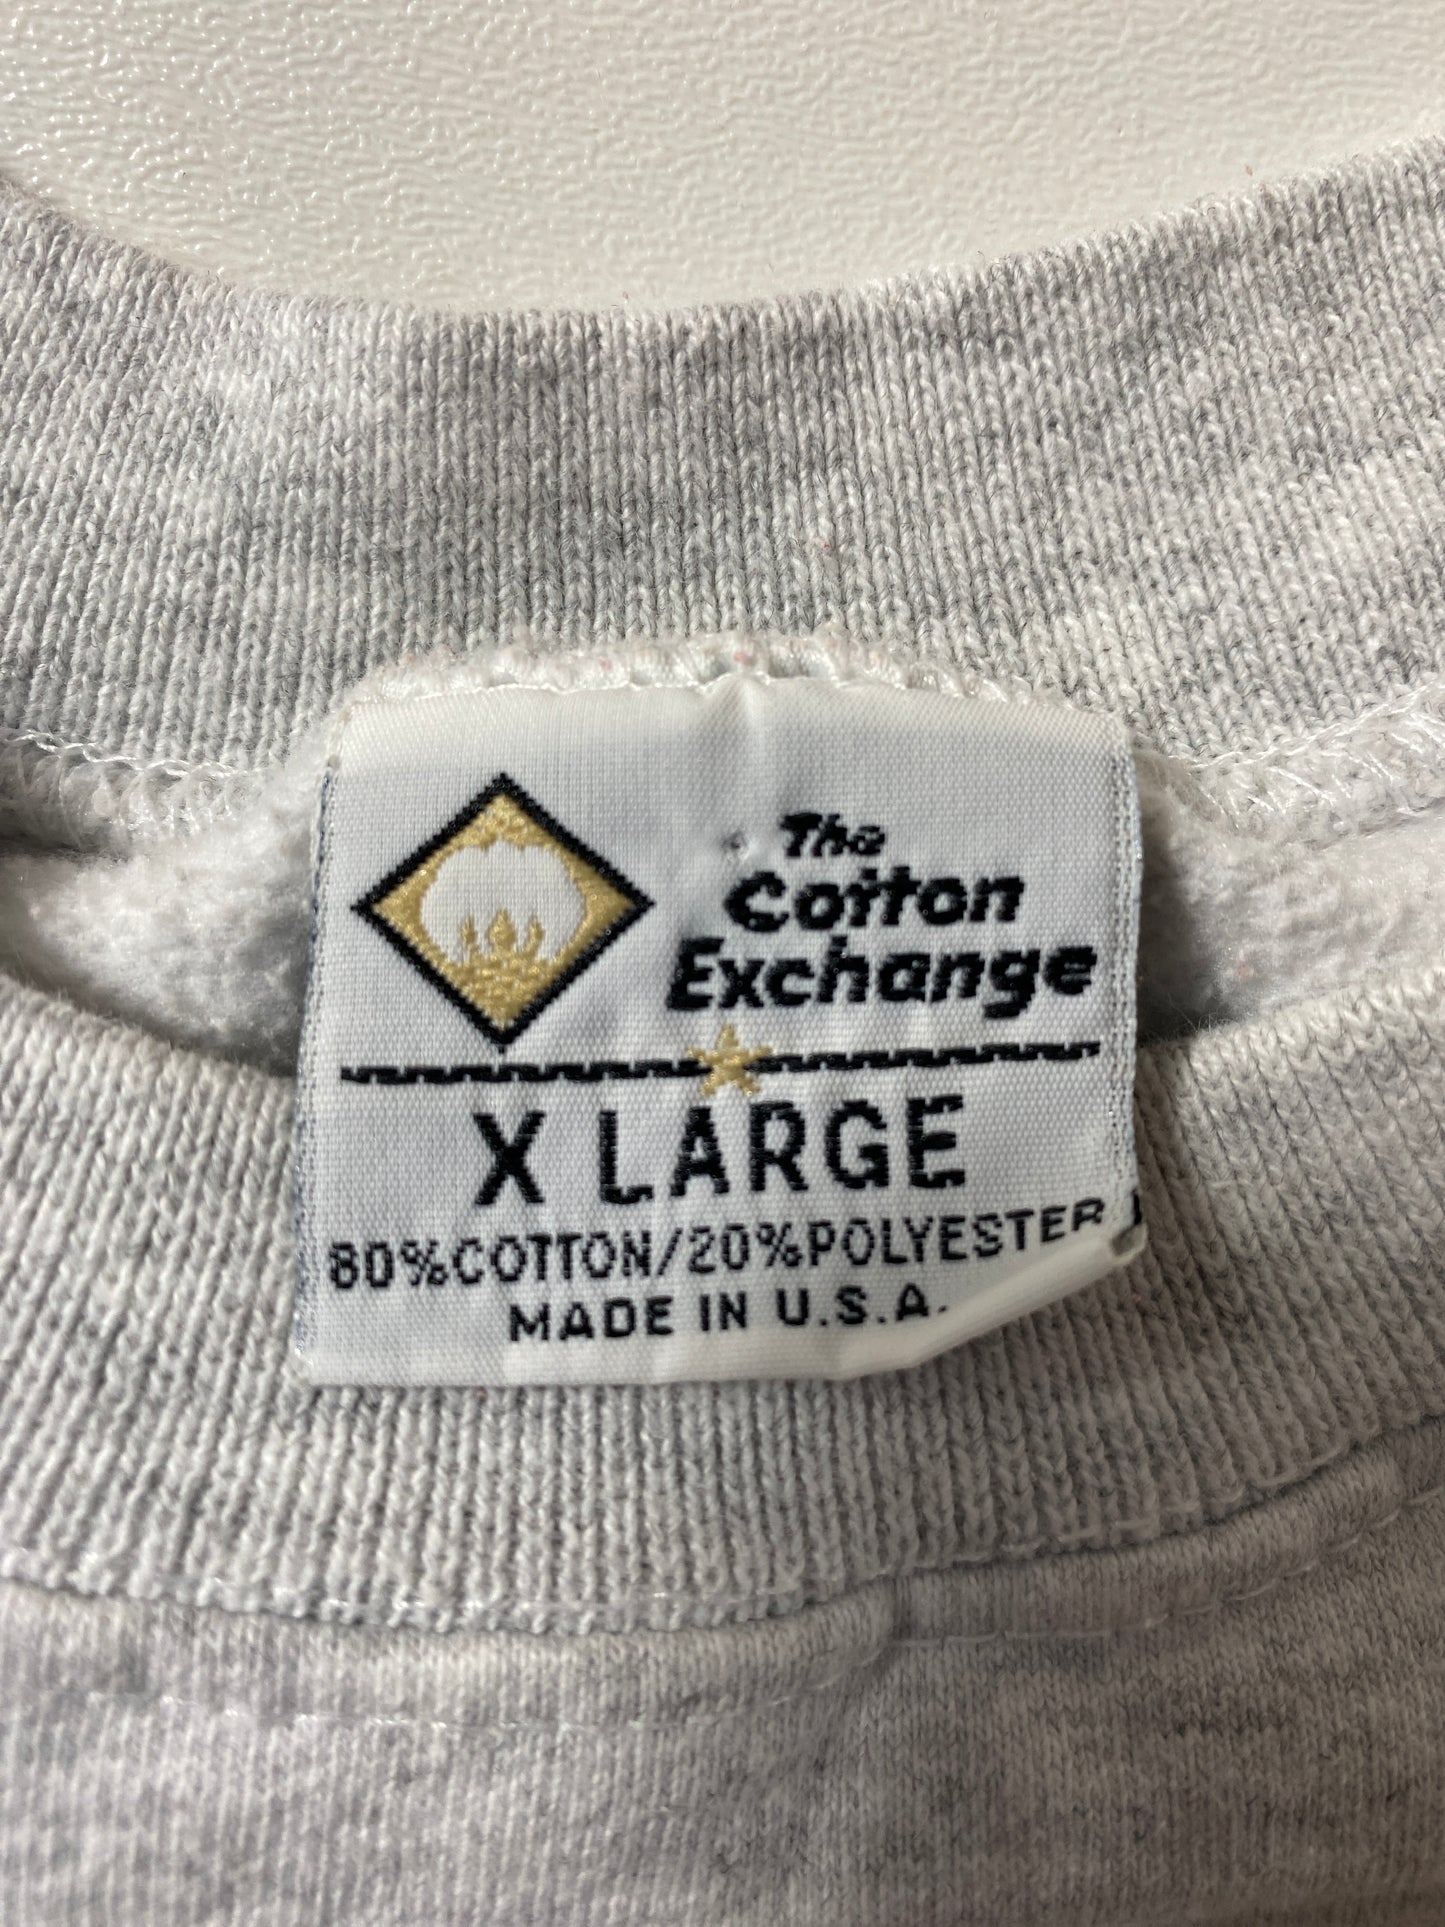 The
Cotton
Exchange
X LARGE
80%COTTON/20%POLYESTER
MADE IN U.S.A.